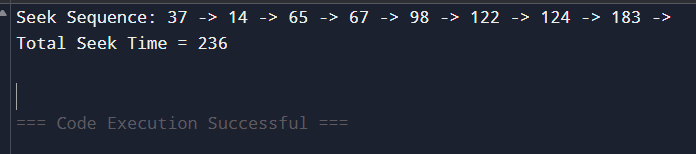 Seek Sequence: 37 -> 14 -> 65 -> 67 -> 98 -> 122 -> 124 -> 183 ->
Total Seek Time = 236
=== Code Execution Successful ===